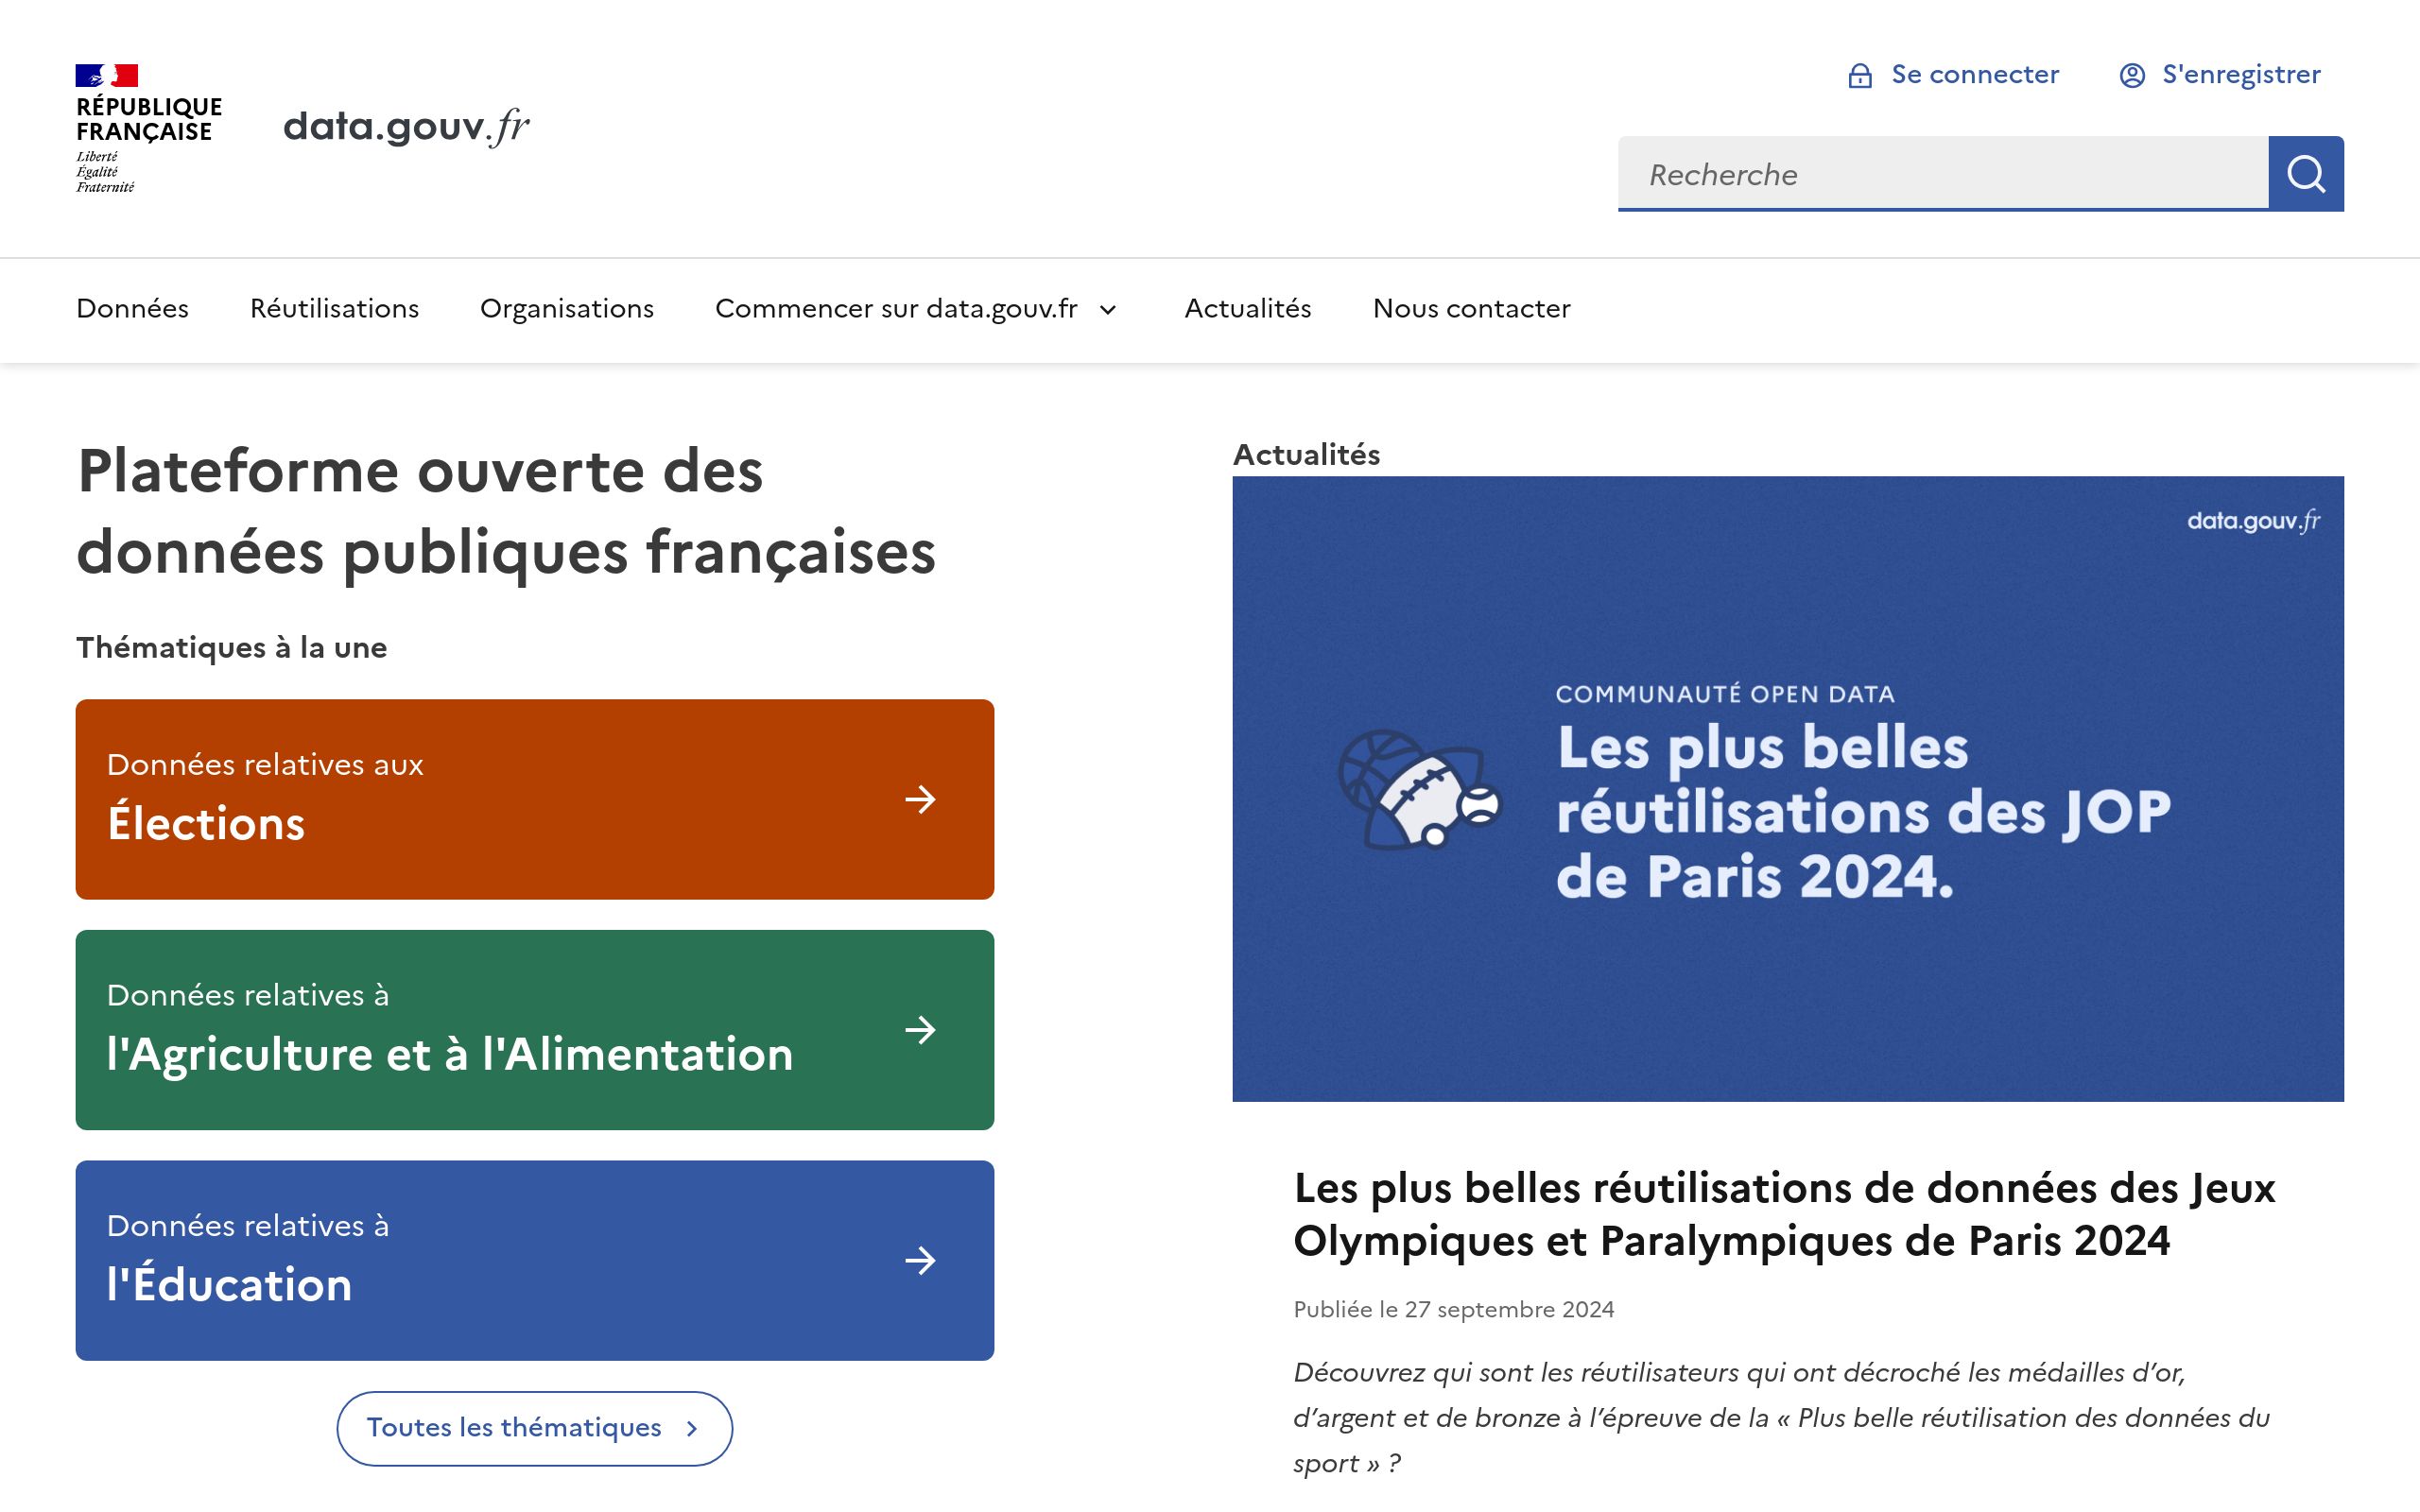 RÉPUBLIQUE
FRANÇAISE
Liberté
Égalité
Fraternité
data.gouv.fr
Se connecter
S'enregistrer
Recherche
Données
Réutilisations
Organisations
Commencer sur data.gouv.fr
Actualités
Nous contacter
Plateforme ouverte des
données publiques françaises
Thématiques à la une
Données relatives aux
Élections
Données relatives à
l'Agriculture et à l'Alimentation
Données relatives à
l'Éducation
Toutes les thématiques
Actualités
data.gouv.fr
COMMUNAUTÉ OPEN DATA
Les plus belles
réutilisations des JOP
de Paris 2024.
Les plus belles réutilisations de données des Jeux
Olympiques et Paralympiques de Paris 2024
Publiée le 27 septembre 2024
Découvrez qui sont les réutilisateurs qui ont décroché les médailles d’or,
d’argent et de bronze à l’épreuve de la « Plus belle réutilisation des données du
sport » ?